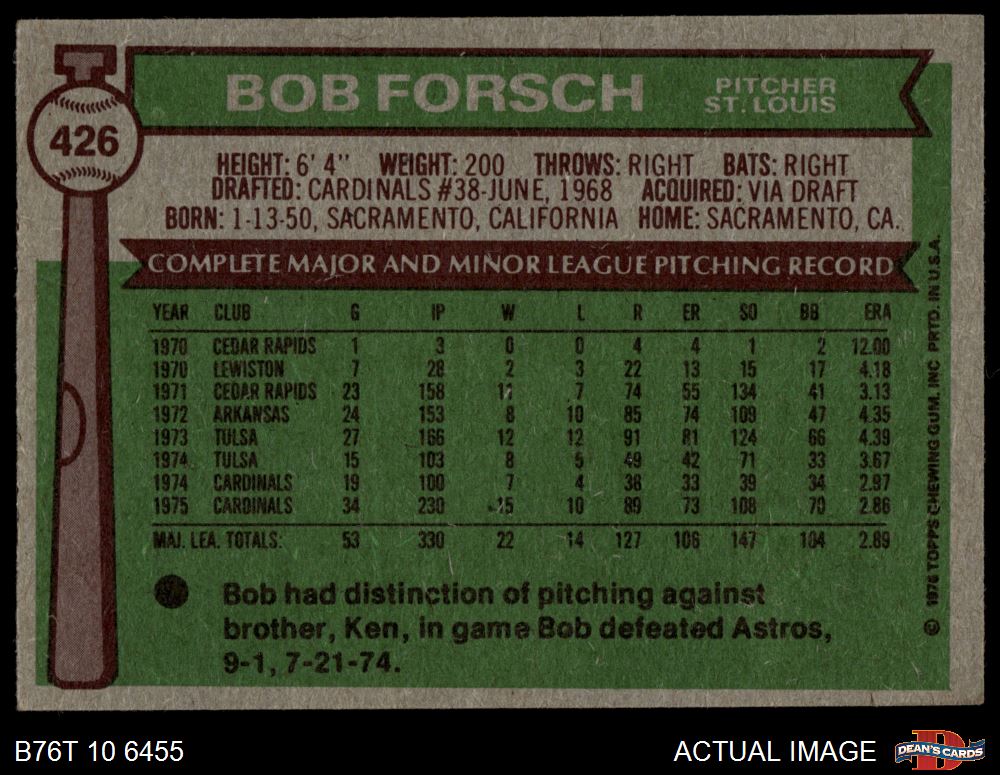 BOB FORSCH
PITCHER
ST. LOUIS
426
HEIGHT: 6' 4" WEIGHT: 200 THROWS: RIGHT BATS: RIGHT
DRAFTED: CARDINALS #38-JUNE, 1968 ACQUIRED: VIA DRAFT
BORN: 1-13-50, SACRAMENTO, CALIFORNIA HOME: SACRAMENTO, CA.
COMPLETE MAJOR AND MINOR LEAGUE PITCHING RECORD
YEAR CLUB G IP W L R ER SO BB ERA
1970 CEDAR RAPIDS 1 3 0 0 4 4 1 2 12.00
1970 LEWISTON 7 28 2 3 22 13 15 17 4.18
1971 CEDAR RAPIDS 23 158 11 7 74 55 134 41 3.13
1972 ARKANSAS 24 153 8 10 85 74 109 47 4.35
1973 TULSA 27 166 12 12 91 81 124 66 4.39
1974 TULSA 15 103 8 5 49 42 71 33 3.67
1974 CARDINALS 19 100 7 4 38 33 39 34 2.97
1975 CARDINALS 34 230 15 10 89 73 108 70 2.86
MAJ. LEA. TOTALS: 53 330 22 14 127 106 147 104 2.89
Bob had distinction of pitching against
brother, Ken, in game Bob defeated Astros,
9-1, 7-21-74.
© 1976 TOPPS CHEWING GUM, INC PRTD. IN U.S.A.
B76T 10 6455
ACTUAL IMAGE
DEAN'S CARDS